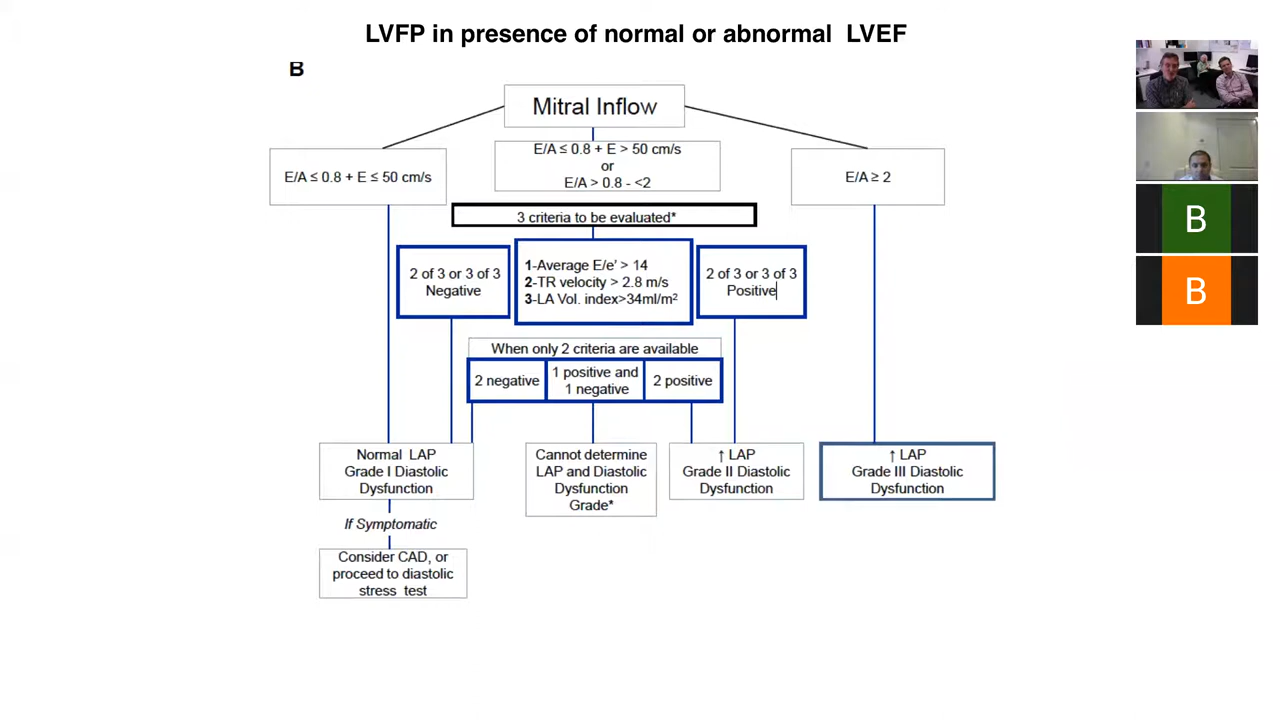 LVFP in presence of normal or abnormal LVEF
B
Mitral Inflow
E/A ≤ 0.8 + E ≤ 50 cm/s
E/A ≤ 0.8 + E > 50 cm/s
or
E/A > 0.8 - <2
E/A ≥ 2
3 criteria to be evaluated*
2 of 3 or 3 of 3
Negative
1-Average E/e' > 14
2-TR velocity > 2.8 m/s
3-LA Vol. index>34ml/m²
2 of 3 or 3 of 3
Positive
When only 2 criteria are available
2 negative
1 positive and
1 negative
2 positive
Normal LAP
Grade I Diastolic
Dysfunction
Cannot determine
LAP and Diastolic
Dysfunction
Grade*
↑ LAP
Grade II Diastolic
Dysfunction
↑ LAP
Grade III Diastolic
Dysfunction
If Symptomatic
Consider CAD, or
proceed to diastolic
stress test
B
B